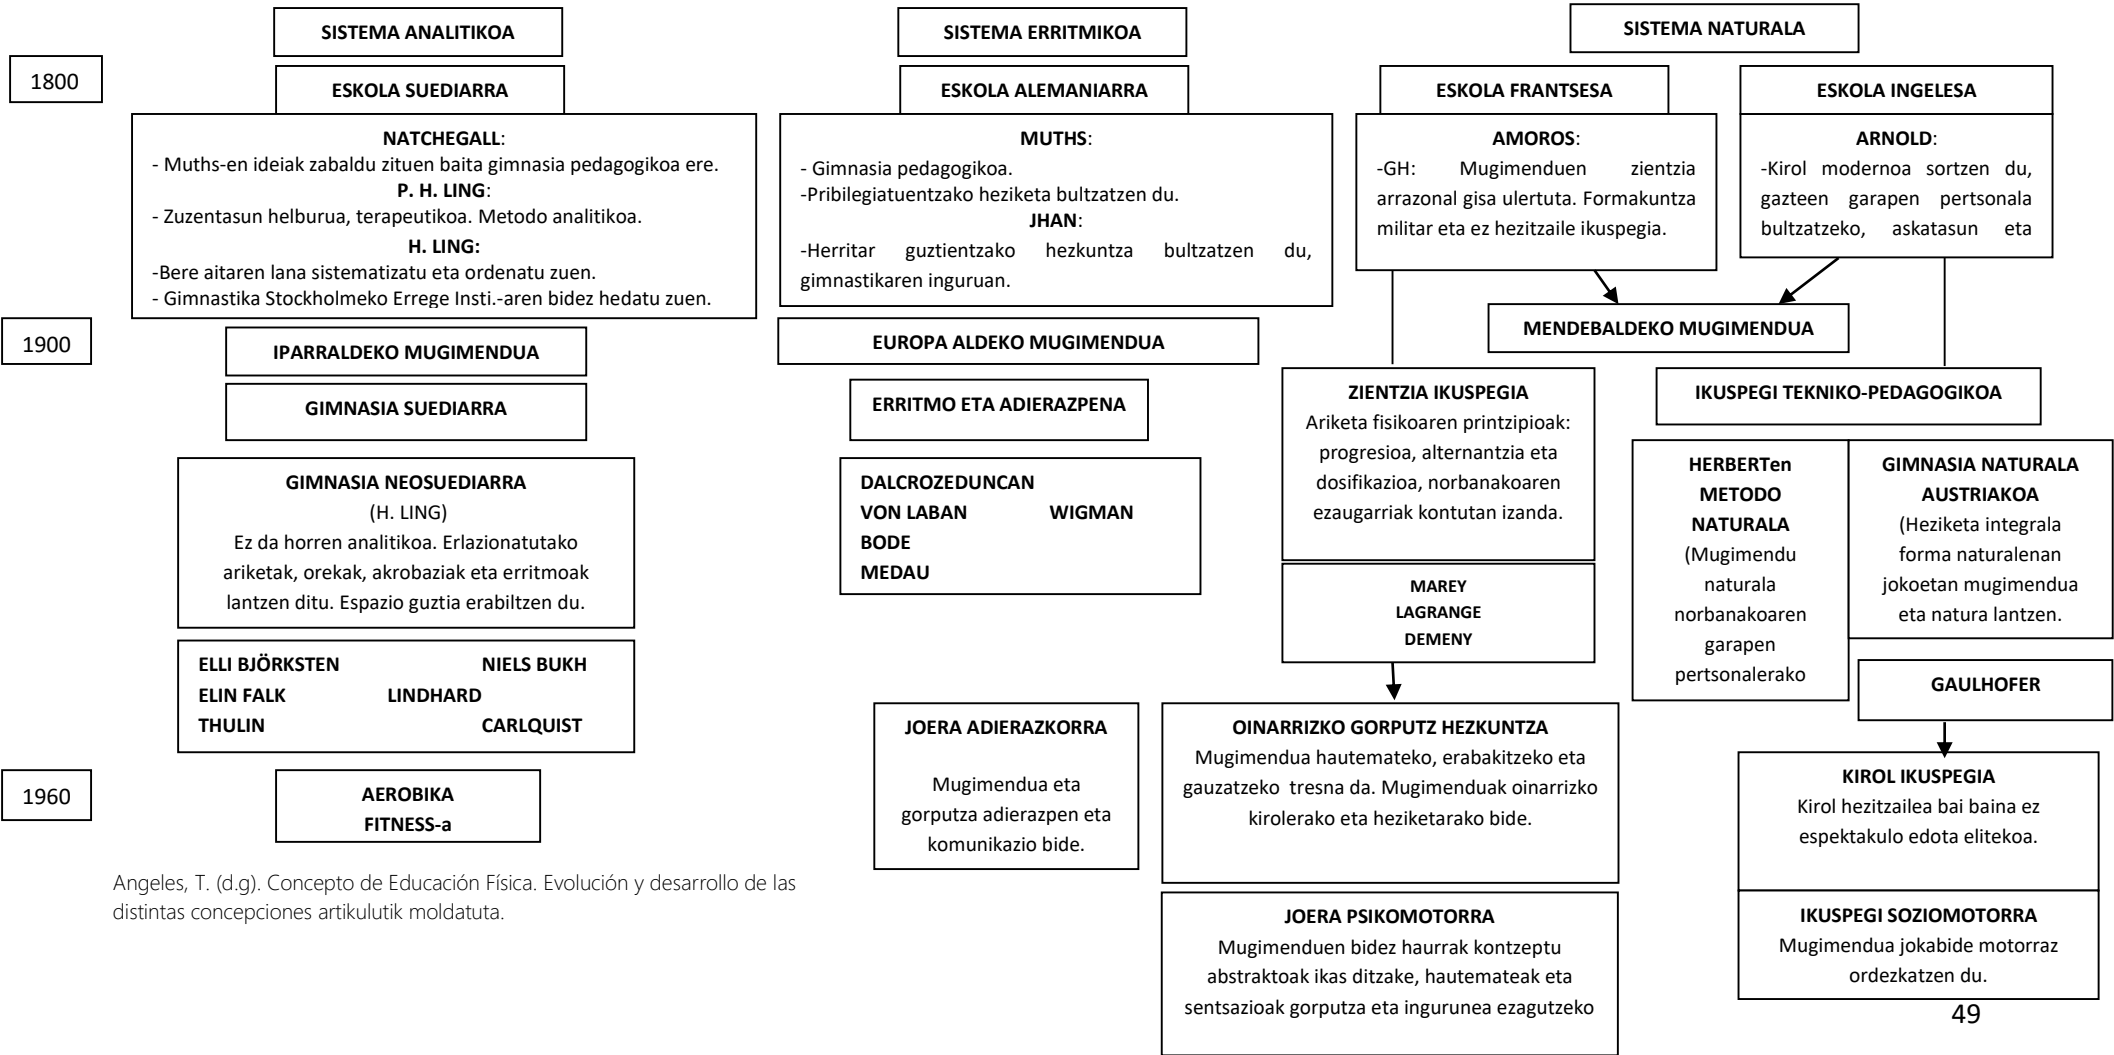 SISTEMA ANALITIKOA
SISTEMA ERRITMIKOA
SISTEMA NATURALA
1800
ESKOLA SUEDIARRA
ESKOLA ALEMANIARRA
ESKOLA FRANTSESA
ESKOLA INGELESA
NATCHEGALL:
- Muths-en ideiak zabaldu zituen baita gimnasia pedagogikoa ere.
P. H. LING:
- Zuzentasun helburua, terapeutikoa. Metodo analitikoa.
H. LING:
-Bere aitaren lana sistematizatu eta ordenatu zuen.
- Gimnastika Stockholmeko Errege Insti.-aren bidez hedatu zuen.
MUTHS:
- Gimnasia pedagogikoa.
-Pribilegiatuentzako heziketa bultzatzen du.
JHAN:
-Herritar guztientzako hezkuntza bultzatzen du,
gimnastikaren inguruan.
AMOROS:
-GH: Mugimenduen zientzia
arrazonal gisa ulertuta. Formakuntza
militar eta ez hezitzaile ikuspegia.
ARNOLD:
-Kirol modernoa sortzen du,
gazteen garapen pertsonala
bultzatzeko, askatasun eta
1900
IPARRALDEKO MUGIMENDUA
EUROPA ALDEKO MUGIMENDUA
MENDEBALDEKO MUGIMENDUA
GIMNASIA SUEDIARRA
ERRITMO ETA ADIERAZPENA
ZIENTZIA IKUSPEGIA
Ariketa fisikoaren printzipioak:
progresioa, alternantzia eta
dosifikazioa, norbanakoaren
ezaugarriak kontutan izanda.
IKUSPEGI TEKNIKO-PEDAGOGIKOA
GIMNASIA NEOSUEDIARRA
(H. LING)
Ez da horren analitikoa. Erlazionatutako
ariketak, orekak, akrobaziak eta erritmoak
lantzen ditu. Espazio guztia erabiltzen du.
DALCROZEDUNCAN
VON LABAN WIGMAN
BODE
MEDAU
MAREY
LAGRANGE
DEMENY
HERBERTen
METODO
NATURALA
(Mugimendu
naturala
norbanakoaren
garapen
pertsonalerako
GIMNASIA NATURALA
AUSTRIAKOA
(Heziketa integrala
forma naturalenan
jokoetan mugimendua
eta natura lantzen.
ELLI BJÖRKSTEN NIELS BUKH
ELIN FALK LINDHARD
THULIN CARLQUIST
GAULHOFER
1960
AEROBIKA
FITNESS-a
JOERA ADIERAZKORRA
Mugimendua eta
gorputza adierazpen eta
komunikazio bide.
OINARRIZKO GORPUTZ HEZKUNTZA
Mugimendua hautemateko, erabakitzeko eta
gauzatzeko tresna da. Mugimenduak oinarrizko
kirolerako eta heziketarako bide.
KIROL IKUSPEGIA
Kirol hezitzailea bai baina ez
espektakulo edota elitekoa.
JOERA PSIKOMOTORRA
Mugimenduen bidez haurrak kontzeptu
abstraktoak ikas ditzake, hautemateak eta
sentsazioak gorputza eta ingurunea ezagutzeko
IKUSPEGI SOZIOMOTORRA
Mugimendua jokabide motorraz
ordezkatzen du.
Angeles, T. (d.g). Concepto de Educación Física. Evolución y desarrollo de las
distintas concepciones artikulutik moldatuta.
49